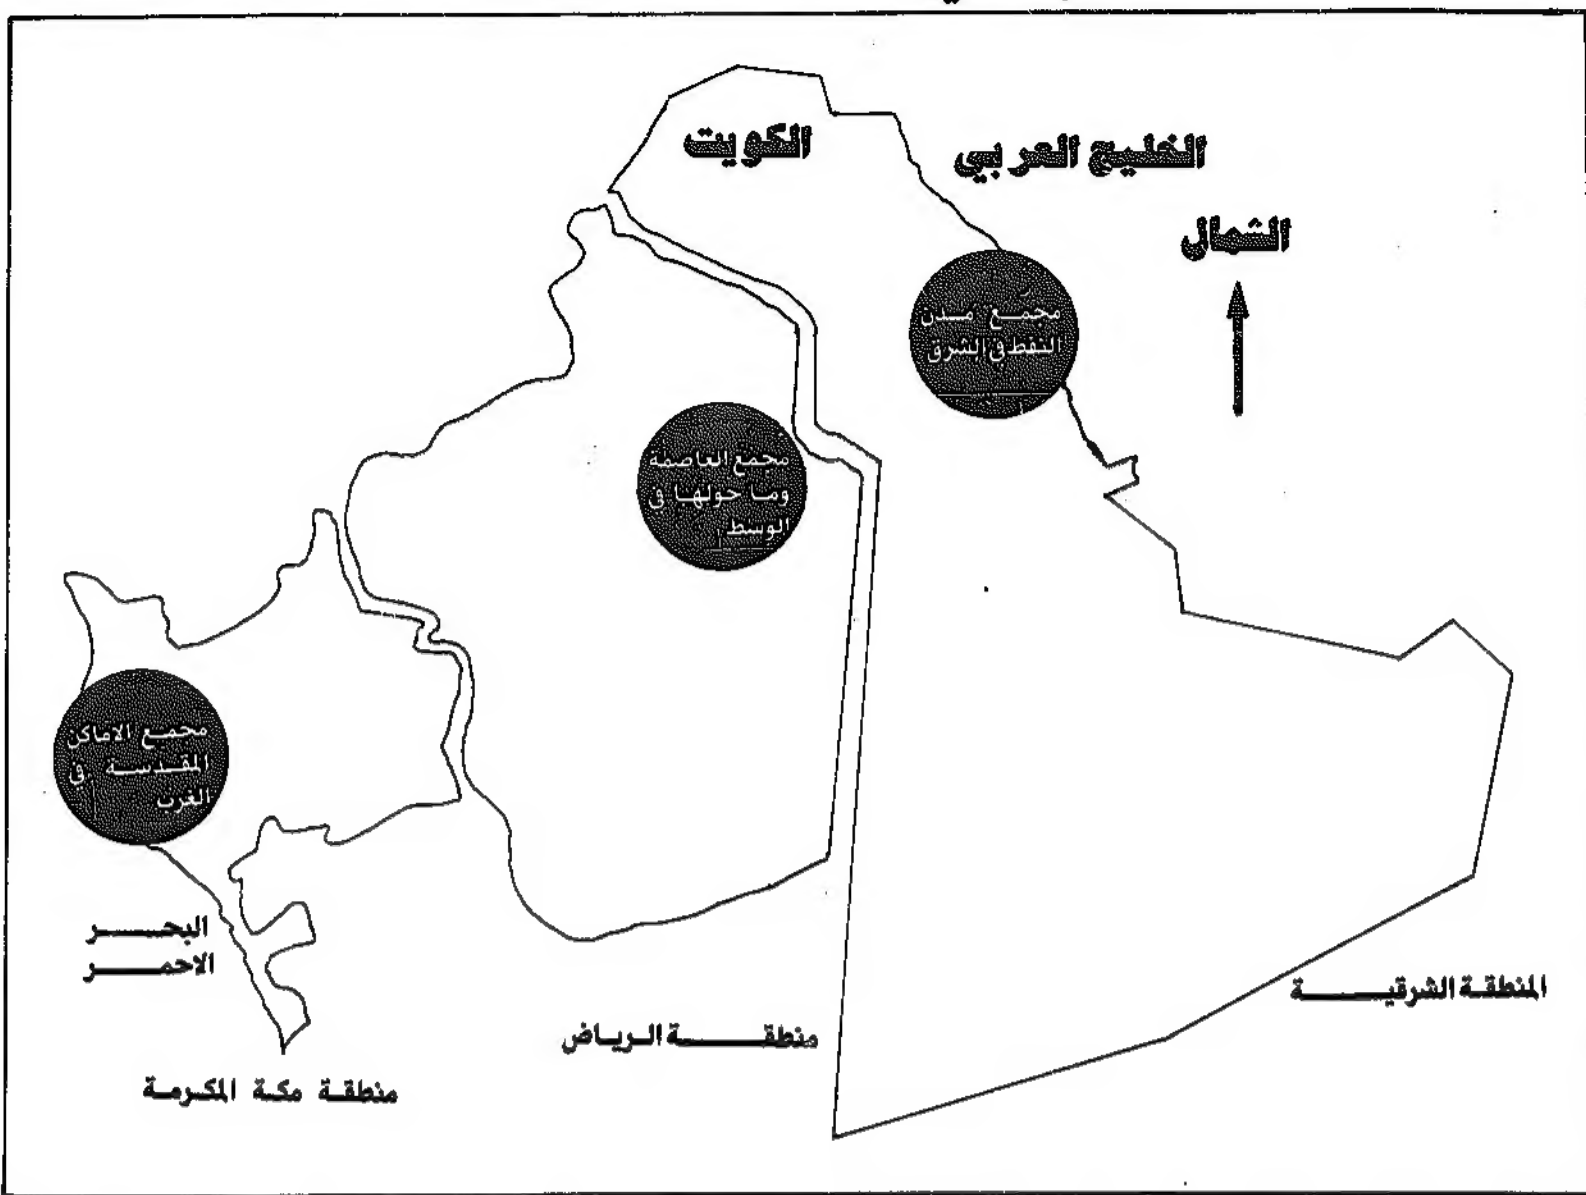 الكويت
الخليج العربي
الشمال
مجمع مدن
النفط في الشرق
مجمع العاصمة
وما حولها في
الوسط
مجمع الاماكن
المقدسة في
الغرب
البحر
الاحمر
المنطقة الشرقية
منطقة الرياض
منطقة مكة المكرمة